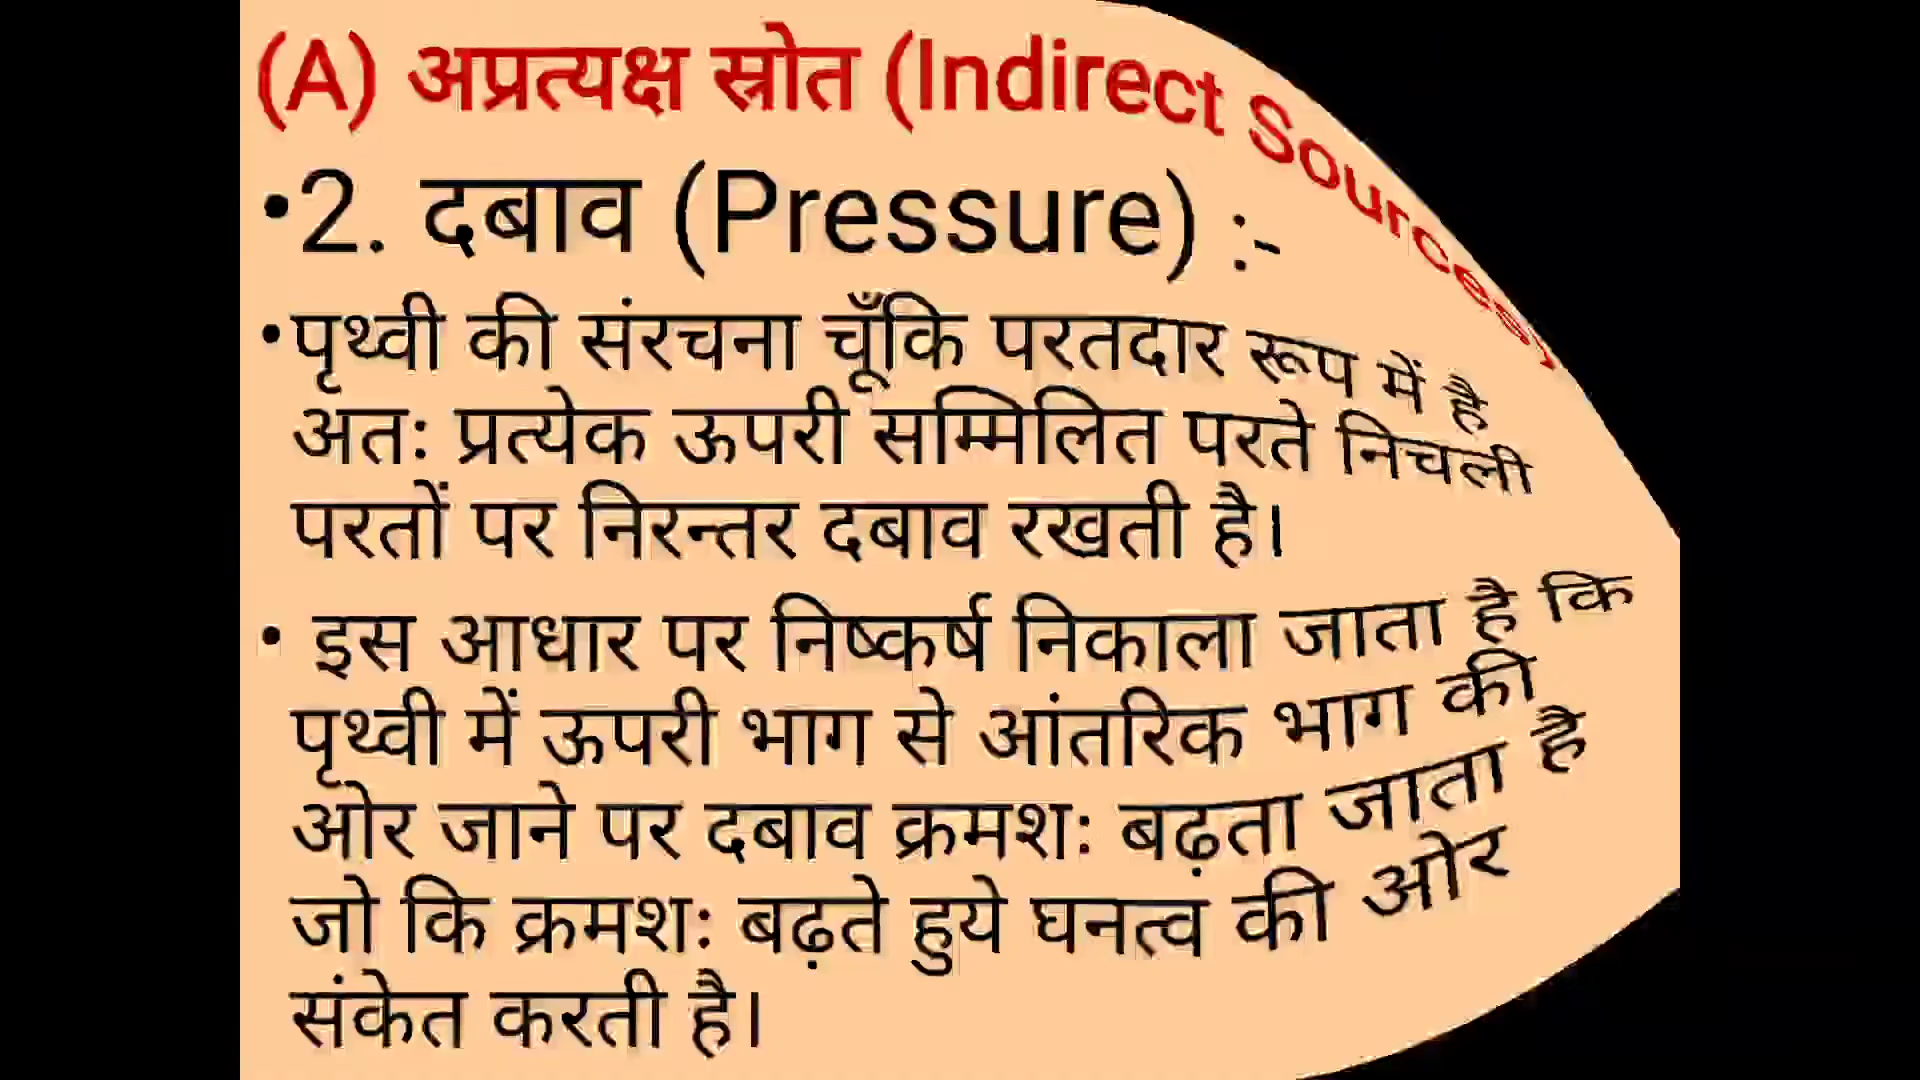 (A) अप्रत्यक्ष स्रोत (Indirect Sources)
•2. दबाव (Pressure) :-
•पृथ्वी की संरचना चूँकि परतदार रूप में है
अतः प्रत्येक ऊपरी सम्मिलित परते निचली
परतों पर निरन्तर दबाव रखती है।
• इस आधार पर निष्कर्ष निकाला जाता है कि
पृथ्वी में ऊपरी भाग से आंतरिक भाग की
ओर जाने पर दबाव क्रमशः बढ़ता जाता है
जो कि क्रमशः बढ़ते हुये घनत्व की ओर
संकेत करती है।